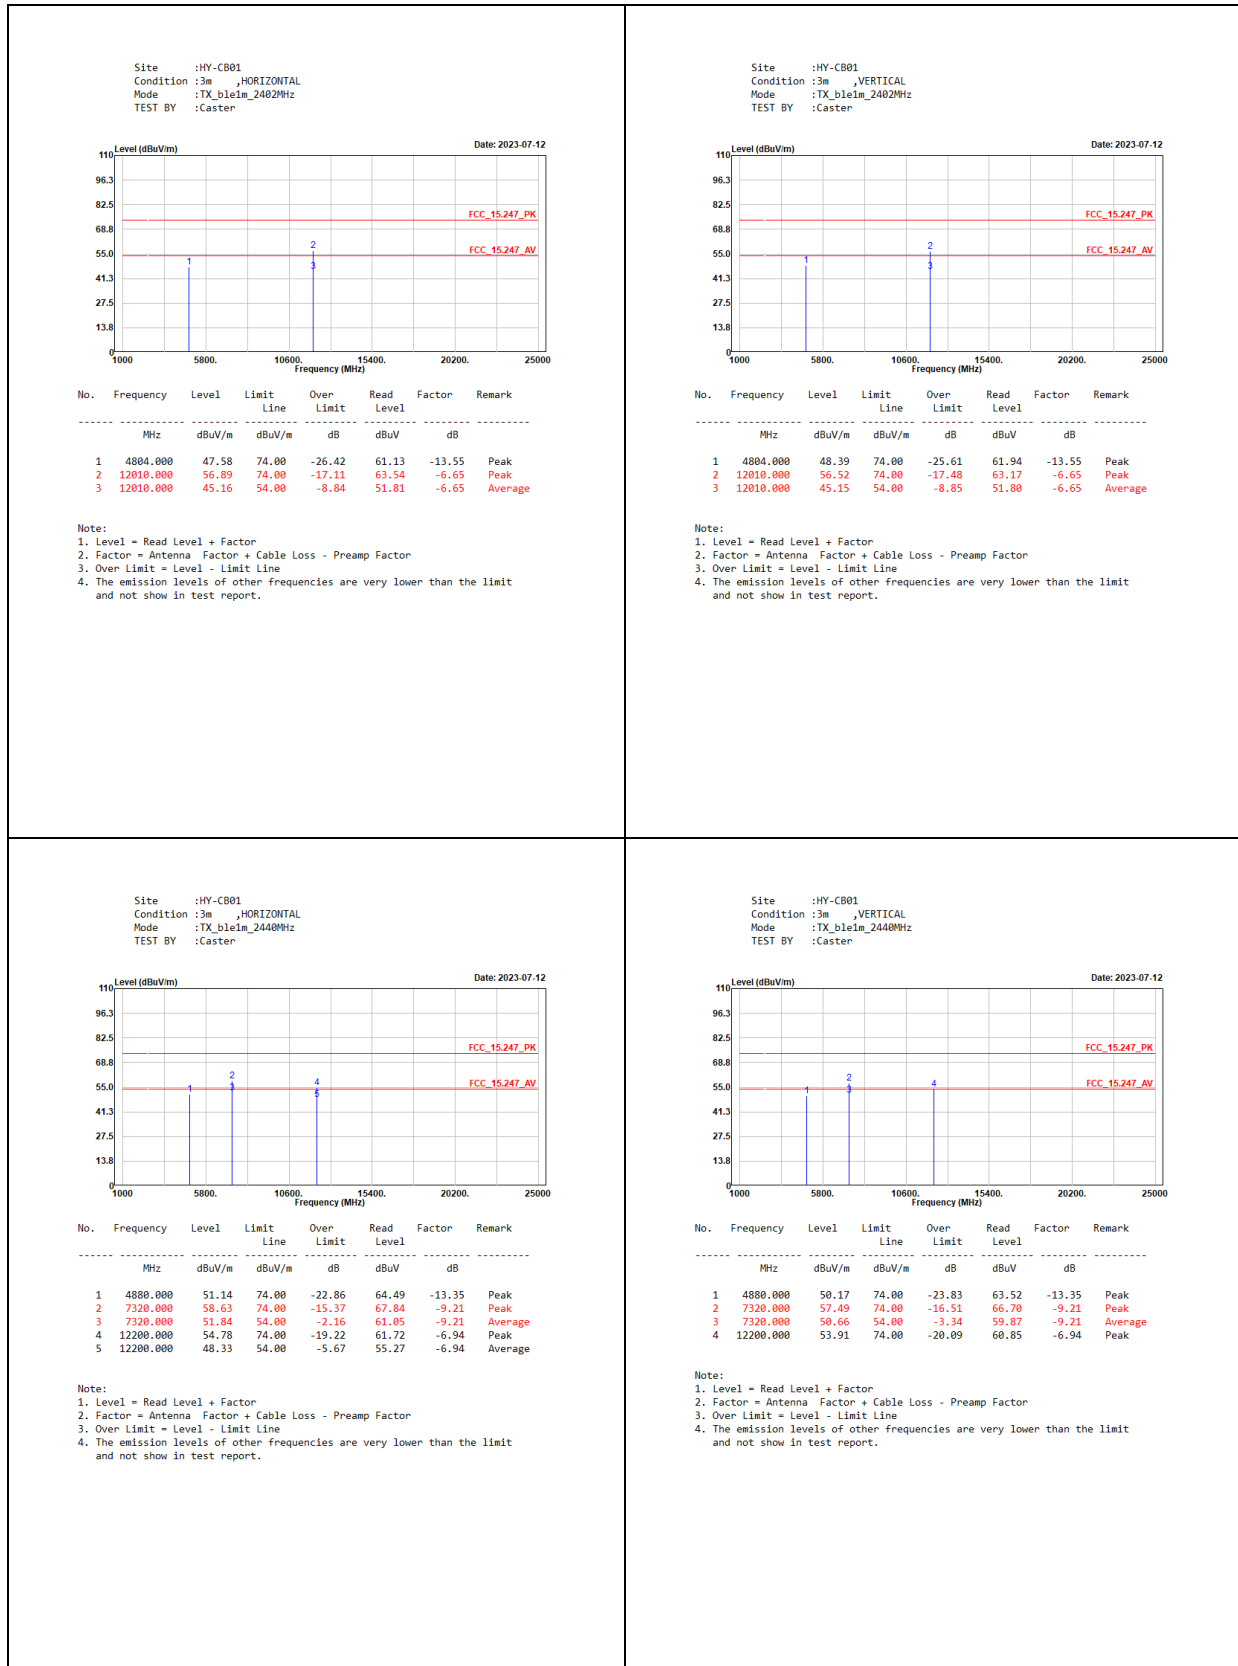 Site :HY-CB01
Condition :3m ,HORIZONTAL
Mode :TX_ble1m_2402MHz
TEST BY :Caster
Level (dBuV/m) Date: 2023-07-12
110
96.3
82.5
FCC_15.247_PK
68.8
2
55.0 FCC_15.247_AV
1
3
41.3
27.5
13.8
0
1000 5800. 10600. 15400. 20200. 25000
Frequency (MHz)
No. Frequency Level Limit Over Read Factor Remark
Line Limit Level
------ ----------- -------- -------- -------- -------- -------- ---------
MHz dBuV/m dBuV/m dB dBuV dB
1 4804.000 47.58 74.00 -26.42 61.13 -13.55 Peak
2 12010.000 56.89 74.00 -17.11 63.54 -6.65 Peak
3 12010.000 45.16 54.00 -8.84 51.81 -6.65 Average
Note:
1. Level = Read Level + Factor
2. Factor = Antenna Factor + Cable Loss - Preamp Factor
3. Over Limit = Level - Limit Line
4. The emission levels of other frequencies are very lower than the limit
and not show in test report.
Site :HY-CB01
Condition :3m ,VERTICAL
Mode :TX_ble1m_2402MHz
TEST BY :Caster
Level (dBuV/m) Date: 2023-07-12
110
96.3
82.5
FCC_15.247_PK
68.8
2
55.0 FCC_15.247_AV
1
3
41.3
27.5
13.8
0
1000 5800. 10600. 15400. 20200. 25000
Frequency (MHz)
No. Frequency Level Limit Over Read Factor Remark
Line Limit Level
------ ----------- -------- -------- -------- -------- -------- ---------
MHz dBuV/m dBuV/m dB dBuV dB
1 4804.000 48.39 74.00 -25.61 61.94 -13.55 Peak
2 12010.000 56.52 74.00 -17.48 63.17 -6.65 Peak
3 12010.000 45.15 54.00 -8.85 51.80 -6.65 Average
Note:
1. Level = Read Level + Factor
2. Factor = Antenna Factor + Cable Loss - Preamp Factor
3. Over Limit = Level - Limit Line
4. The emission levels of other frequencies are very lower than the limit
and not show in test report.
Site :HY-CB01
Condition :3m ,HORIZONTAL
Mode :TX_ble1m_2440MHz
TEST BY :Caster
Level (dBuV/m) Date: 2023-07-12
110
96.3
82.5
FCC_15.247_PK
68.8
2
4
55.0 1 3 FCC_15.247_AV
5
41.3
27.5
13.8
0
1000 5800. 10600. 15400. 20200. 25000
Frequency (MHz)
No. Frequency Level Limit Over Read Factor Remark
Line Limit Level
------ ----------- -------- -------- -------- -------- -------- ---------
MHz dBuV/m dBuV/m dB dBuV dB
1 4880.000 51.14 74.00 -22.86 64.49 -13.35 Peak
2 7320.000 58.63 74.00 -15.37 67.84 -9.21 Peak
3 7320.000 51.84 54.00 -2.16 61.05 -9.21 Average
4 12200.000 54.78 74.00 -19.22 61.72 -6.94 Peak
5 12200.000 48.33 54.00 -5.67 55.27 -6.94 Average
Note:
1. Level = Read Level + Factor
2. Factor = Antenna Factor + Cable Loss - Preamp Factor
3. Over Limit = Level - Limit Line
4. The emission levels of other frequencies are very lower than the limit
and not show in test report.
Site :HY-CB01
Condition :3m ,VERTICAL
Mode :TX_ble1m_2440MHz
TEST BY :Caster
Level (dBuV/m) Date: 2023-07-12
110
96.3
82.5
FCC_15.247_PK
68.8
2
55.0 4 FCC_15.247_AV
1 3
41.3
27.5
13.8
0
1000 5800. 10600. 15400. 20200. 25000
Frequency (MHz)
No. Frequency Level Limit Over Read Factor Remark
Line Limit Level
------ ----------- -------- -------- -------- -------- -------- ---------
MHz dBuV/m dBuV/m dB dBuV dB
1 4880.000 50.17 74.00 -23.83 63.52 -13.35 Peak
2 7320.000 57.49 74.00 -16.51 66.70 -9.21 Peak
3 7320.000 50.66 54.00 -3.34 59.87 -9.21 Average
4 12200.000 53.91 74.00 -20.09 60.85 -6.94 Peak
Note:
1. Level = Read Level + Factor
2. Factor = Antenna Factor + Cable Loss - Preamp Factor
3. Over Limit = Level - Limit Line
4. The emission levels of other frequencies are very lower than the limit
and not show in test report.